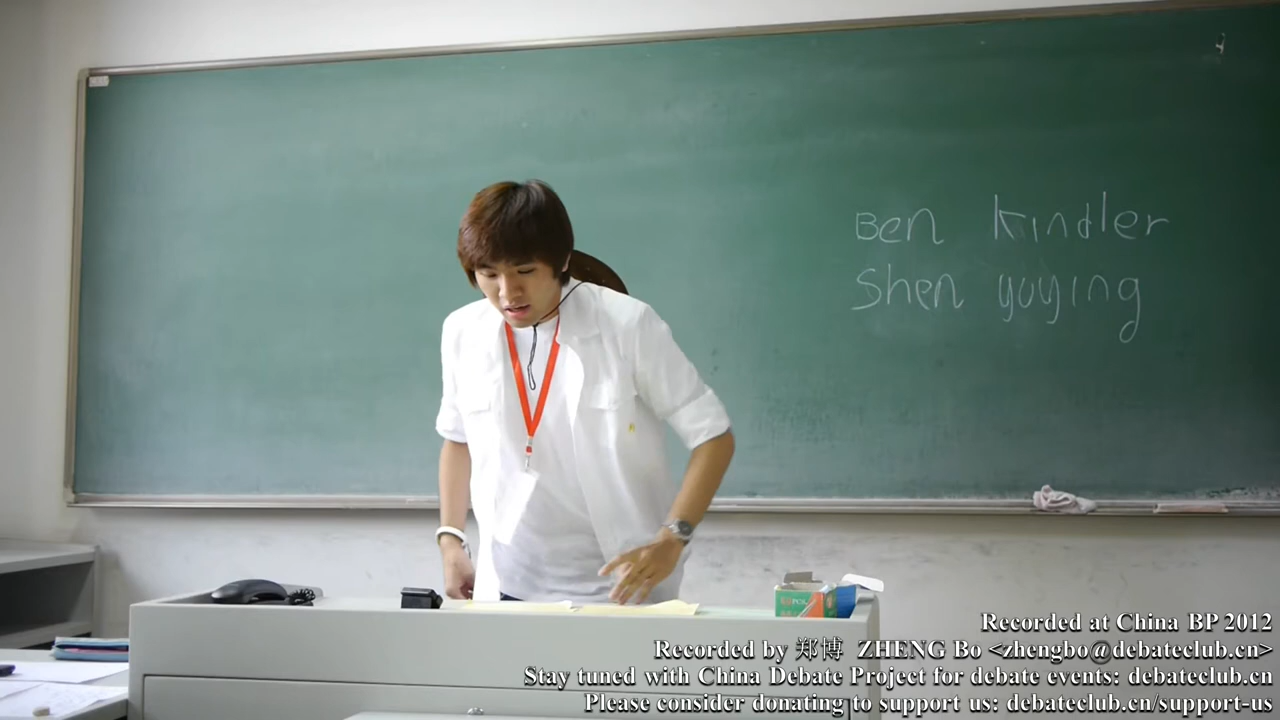 Ben kindler
Shen yuying
Recorded at China BP 2012
Recorded by 郑博 ZHENG Bo <zhengbo@debateclub.cn>
Stay tuned with China Debate Project for debate events: debateclub.cn
Please consider donating to support us: debateclub.cn/support-us